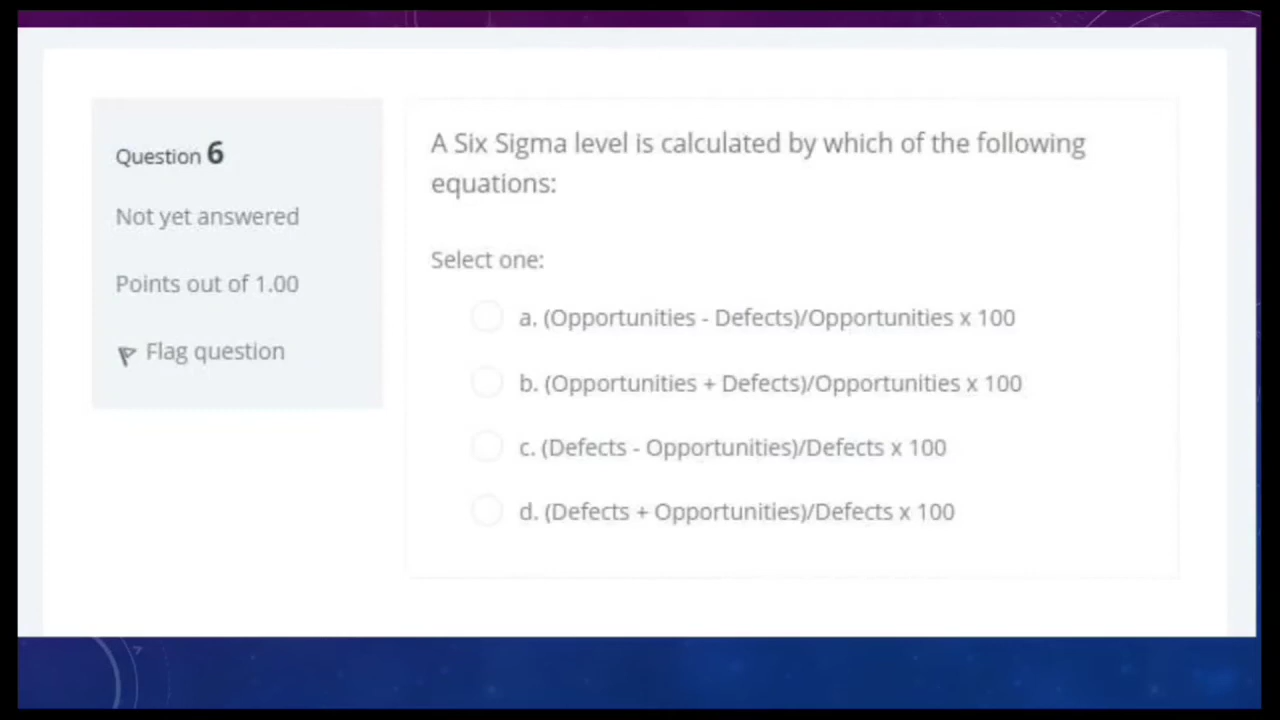 Question 6
Not yet answered
Points out of 1.00
Flag question
A Six Sigma level is calculated by which of the following
equations:
Select one:
a. (Opportunities - Defects)/Opportunities x 100
b. (Opportunities + Defects)/Opportunities x 100
c. (Defects - Opportunities)/Defects x 100
d. (Defects + Opportunities)/Defects x 100